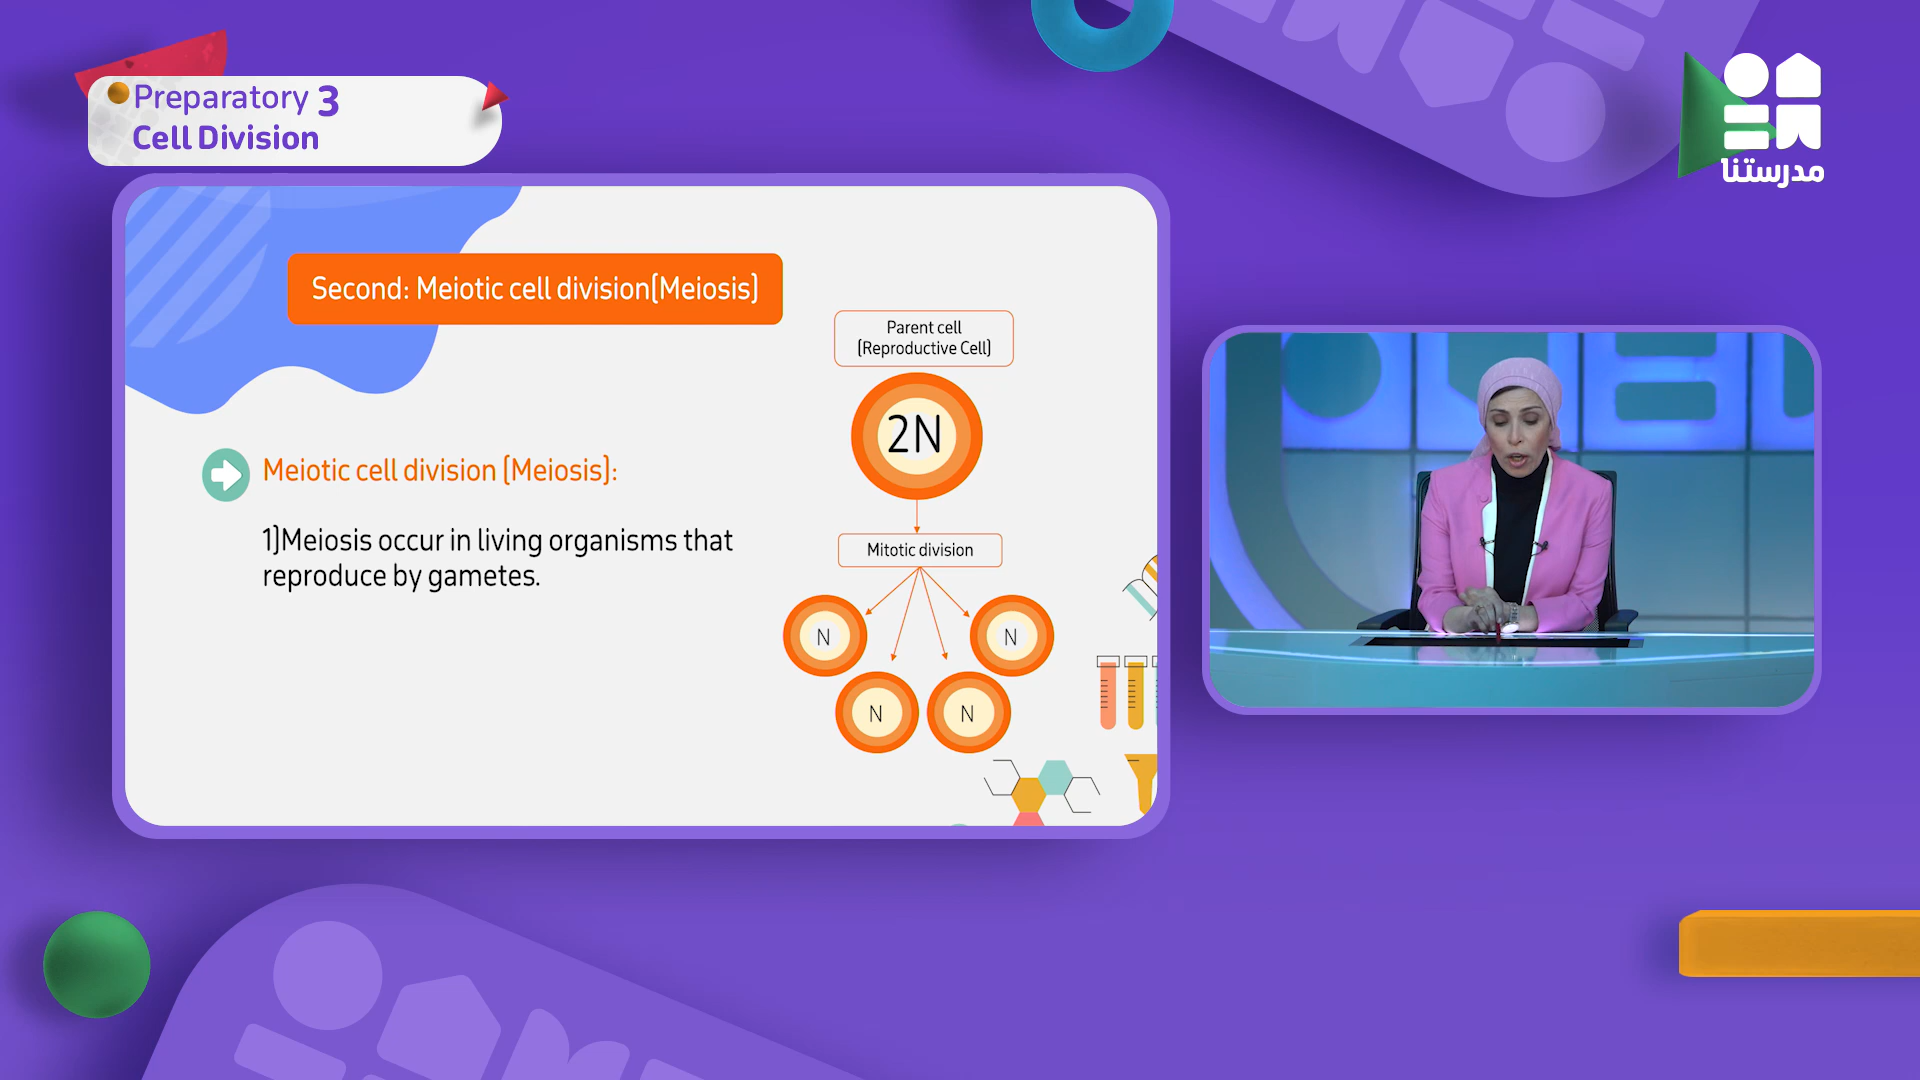 Preparatory 3
Cell Division
مدرستنا
Second: Meiotic cell division(Meiosis)
Parent cell
(Reproductive Cell)
2N
Meiotic cell division (Meiosis):
1)Meiosis occur in living organisms that
reproduce by gametes.
Mitotic division
N
N
N
N